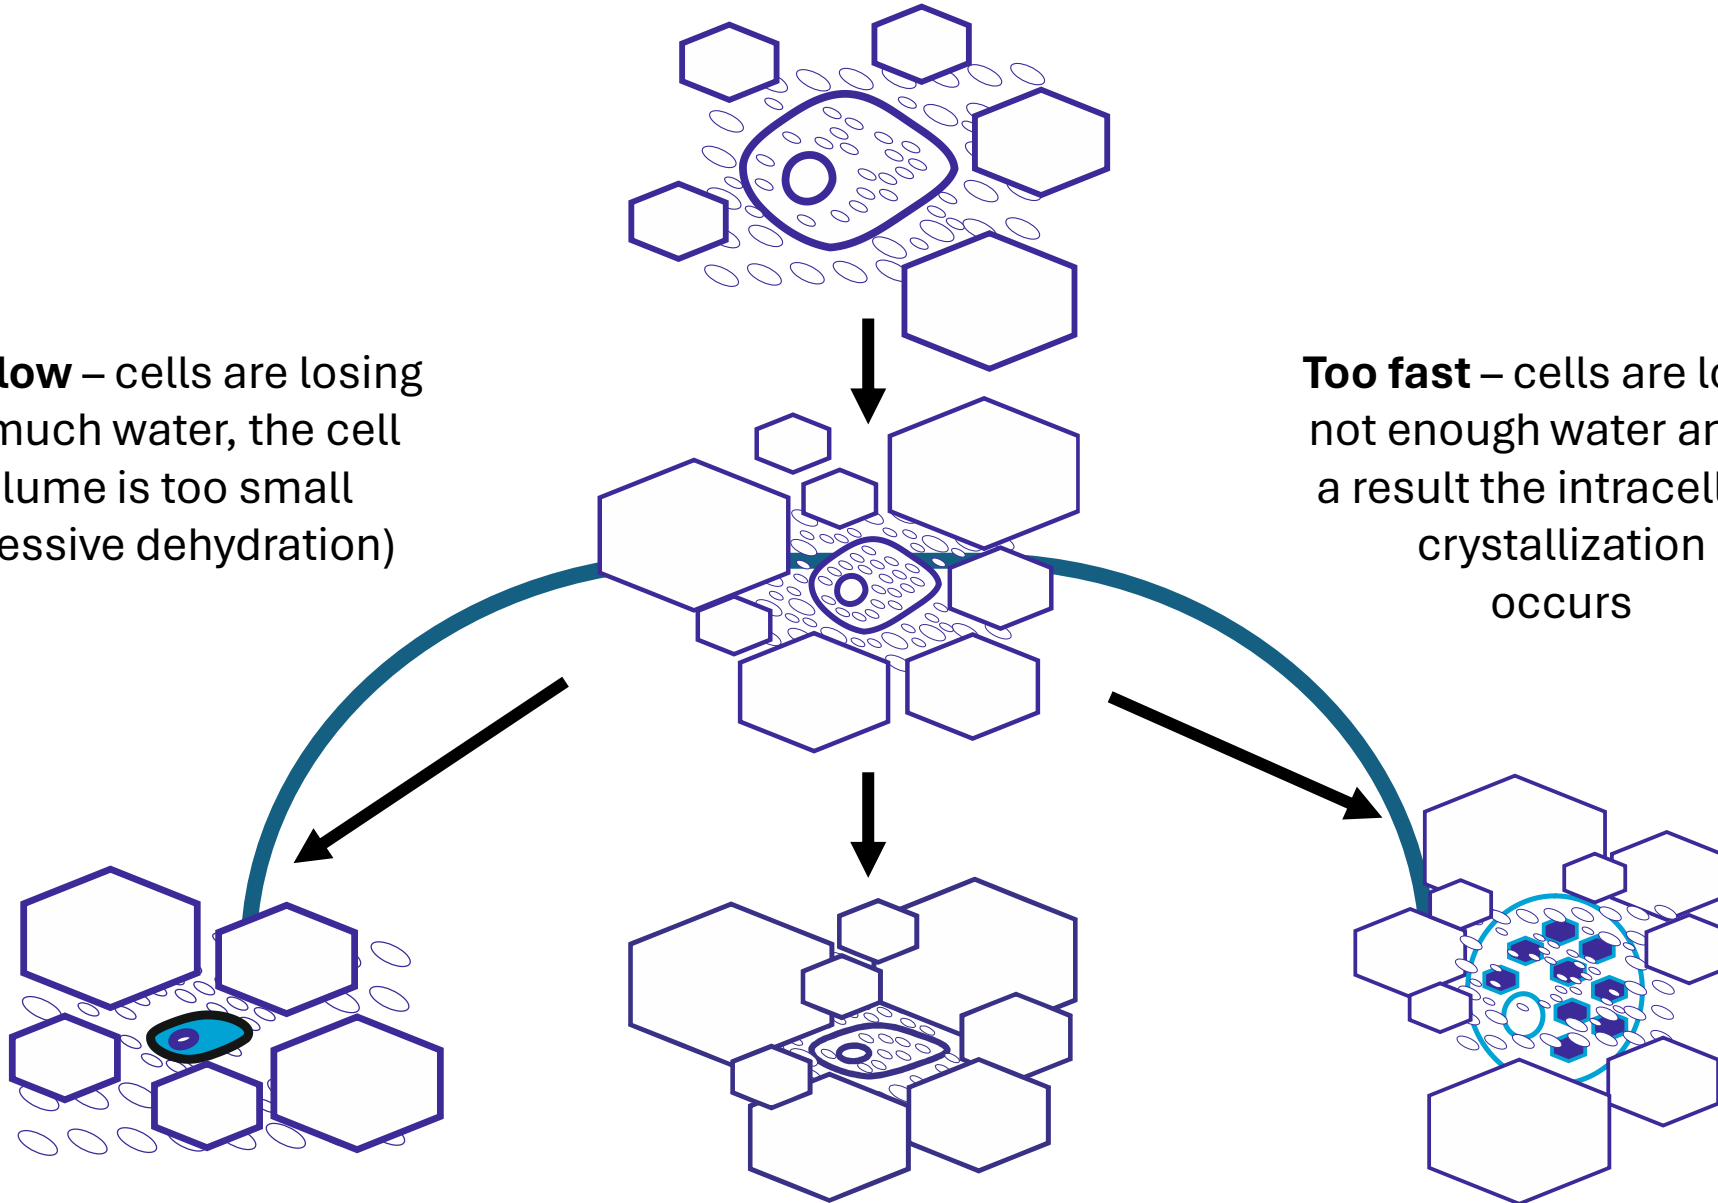 low – cells are losing
much water, the cell
lume is too small
essive dehydration)
Too fast – cells are lo
not enough water an
a result the intracell
crystallization
occurs